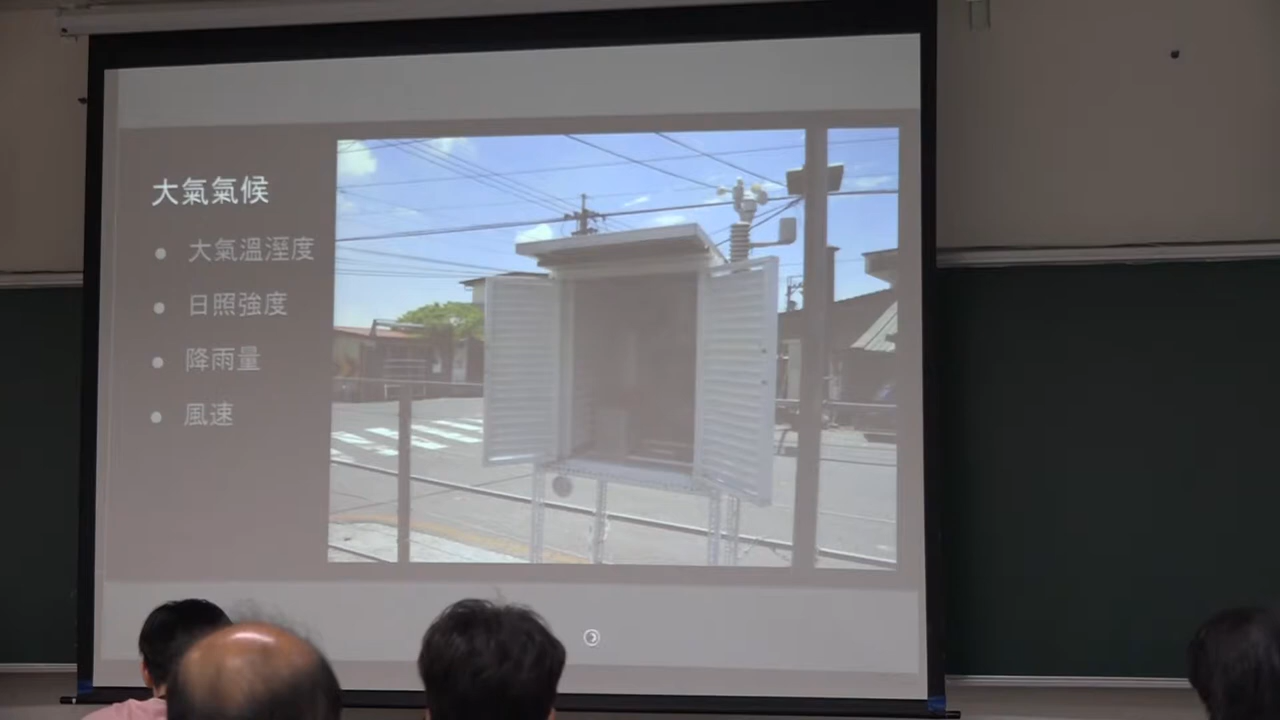 大氣氣候
大氣溫溼度
日照強度
降雨量
風速